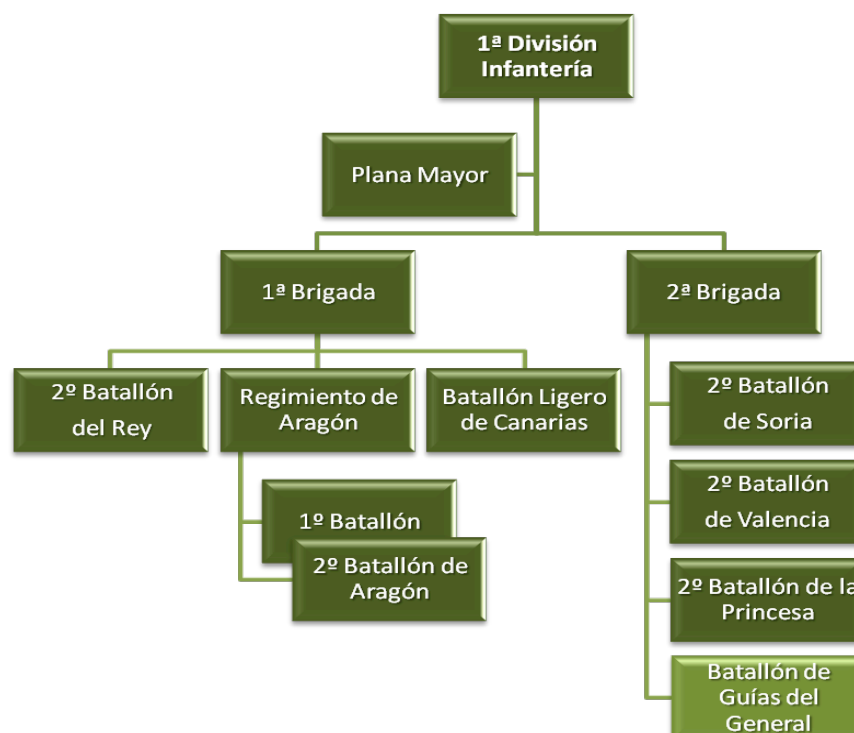 1ª División
Infantería
Plana Mayor
1ª Brigada
2ª Brigada
2º Batallón
del Rey
Regimiento de
Aragón
Batallón Ligero
de Canarias
1º Batallón
2º Batallón de
Aragón
2º Batallón
de Soria
2º Batallón
de Valencia
2º Batallón de la
Princesa
Batallón de
Guías del
General